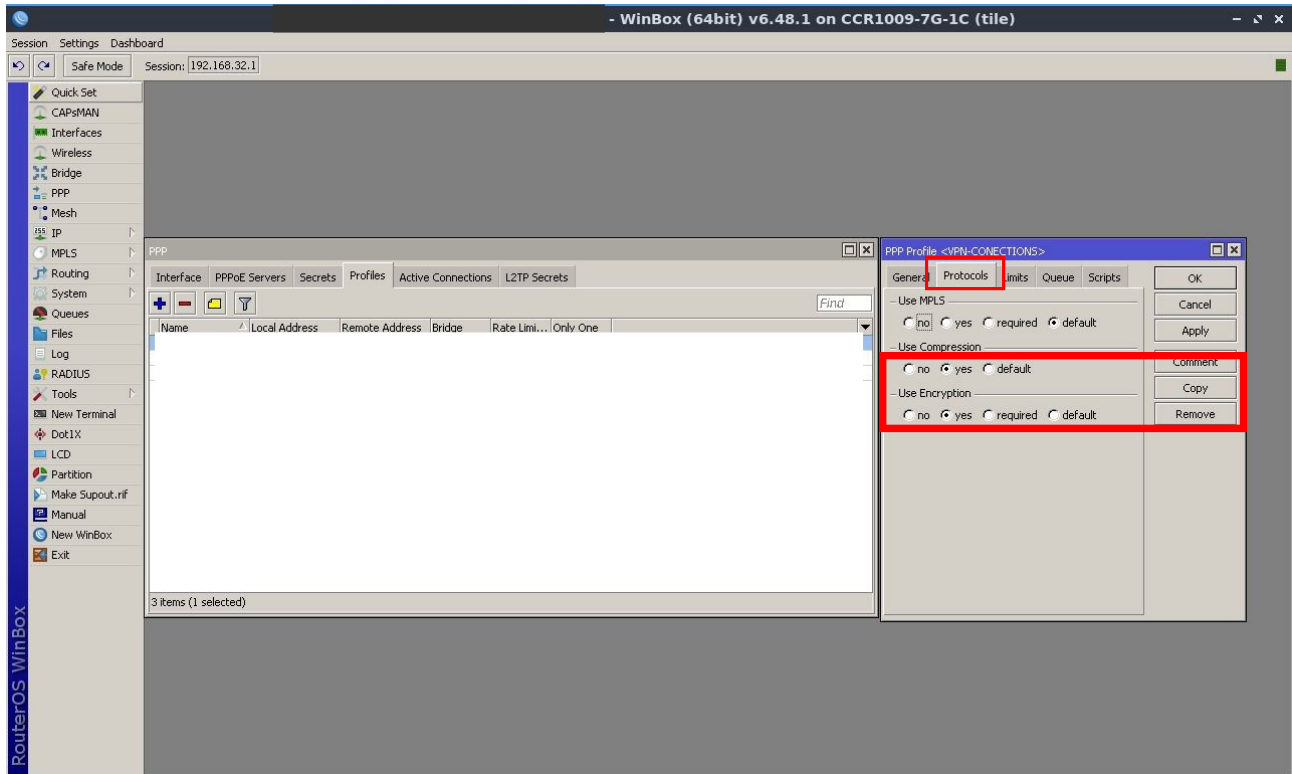 - WinBox (64bit) v6.48.1 on CCR1009-7G-1C (tile)
Session Settings Dashboard
Safe Mode Session: 192.168.32.1
Quick Set
CAPsMAN
Interfaces
Wireless
Bridge
PPP
Mesh
IP
MPLS
Routing
System
Queues
Files
Log
RADIUS
Tools
New Terminal
Dot1X
LCD
Partition
Make Supout.rif
Manual
New WinBox
Exit
RouterOS WinBox
PPP
Interface PPPoE Servers Secrets Profiles Active Connections L2TP Secrets
Find
Name Local Address Remote Address Bridge Rate Limi... Only One
3 items (1 selected)
PPP Profile <VPN-CONECTIONS>
General Protocols Limits Queue Scripts
Use MPLS
no yes required default
Use Compression
no yes default
Use Encryption
no yes required default
OK
Cancel
Apply
Comment
Copy
Remove